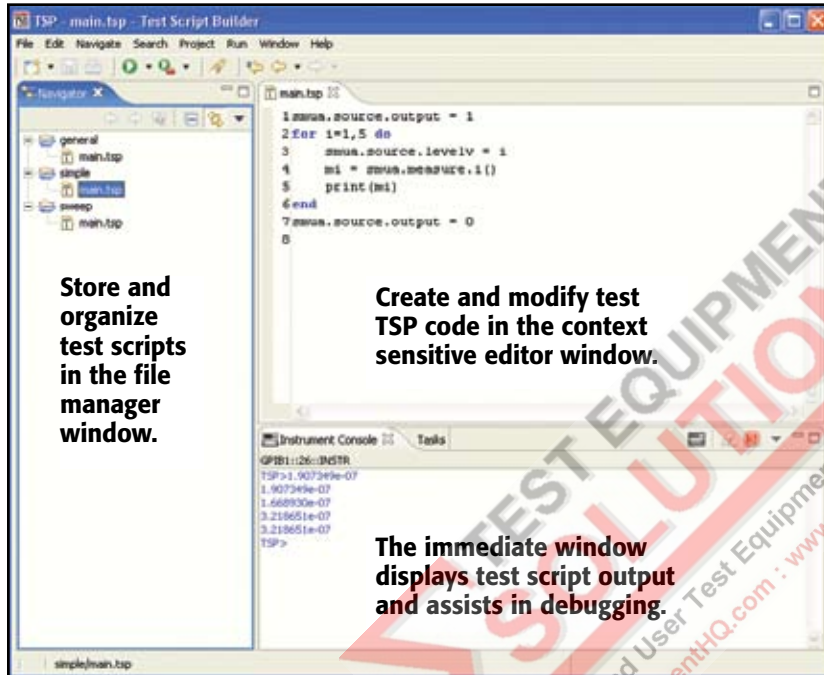 TSP - main.tsp - Test Script Builder
File Edit Navigate Search Project Run Window Help
Navigator
main.tsp
general
main.tsp
simple
main.tsp
sweep
main.tsp
1smua.source.output = 1
2for i=1,5 do
3 smua.source.levelv = i
4 mi = smua.measure.i()
5 print(mi)
6end
7smua.source.output = 0
8
Store and
organize
test scripts
in the file
manager
window.
Create and modify test
TSP code in the context
sensitive editor window.
Instrument Console Tasks
GPIB1::26::INSTR
TSP>1.907349e-07
1.907349e-07
1.668930e-07
3.218651e-07
3.218651e-07
TSP>
The immediate window
displays test script output
and assists in debugging.
simple/main.tsp
TEST EQUIPMENT
SOLUTION